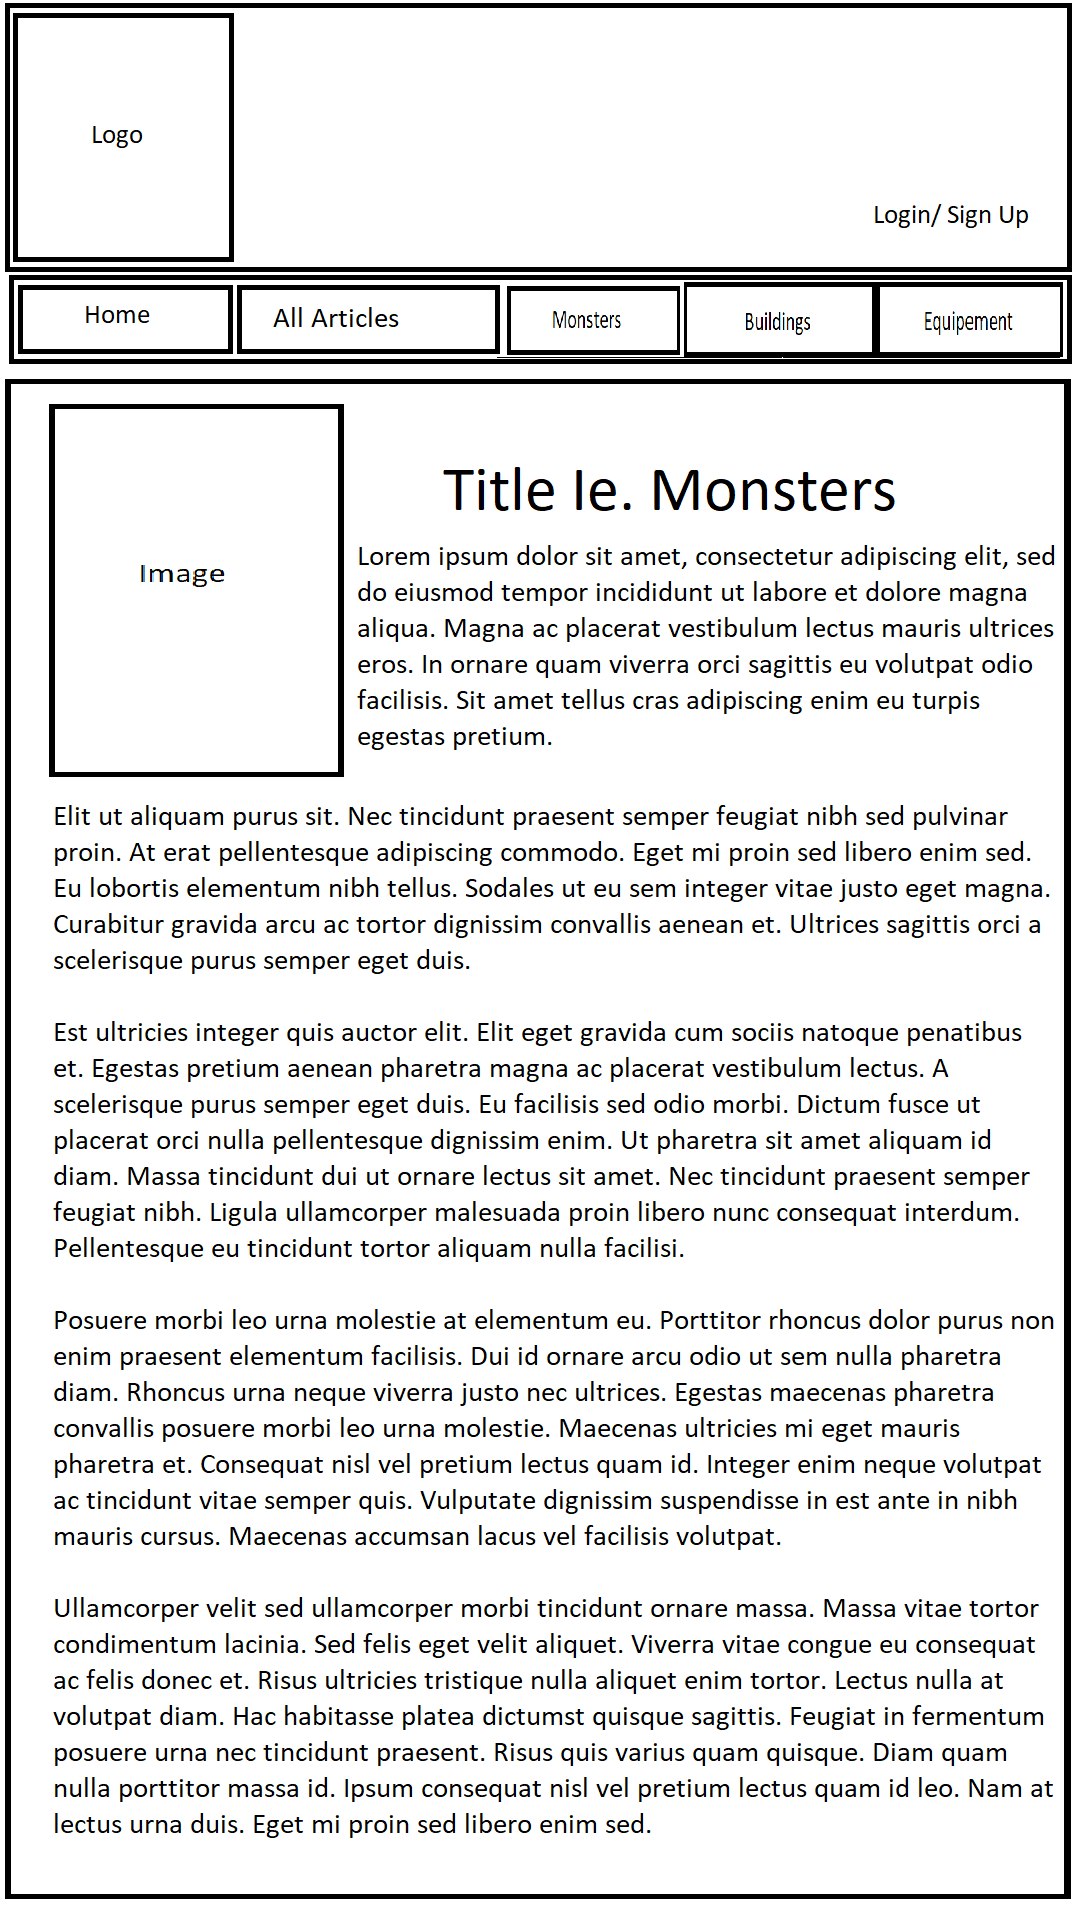 Logo
Login/ Sign Up
Home
All Articles
Monsters
Buildings
Equipement
Title Ie. Monsters
Image
Lorem ipsum dolor sit amet, consectetur adipiscing elit, sed
do eiusmod tempor incididunt ut labore et dolore magna
aliqua. Magna ac placerat vestibulum lectus mauris ultrices
eros. In ornare quam viverra orci sagittis eu volutpat odio
facilisis. Sit amet tellus cras adipiscing enim eu turpis
egestas pretium.
Elit ut aliquam purus sit. Nec tincidunt praesent semper feugiat nibh sed pulvinar
proin. At erat pellentesque adipiscing commodo. Eget mi proin sed libero enim sed.
Eu lobortis elementum nibh tellus. Sodales ut eu sem integer vitae justo eget magna.
Curabitur gravida arcu ac tortor dignissim convallis aenean et. Ultrices sagittis orci a
scelerisque purus semper eget duis.
Est ultricies integer quis auctor elit. Elit eget gravida cum sociis natoque penatibus
et. Egestas pretium aenean pharetra magna ac placerat vestibulum lectus. A
scelerisque purus semper eget duis. Eu facilisis sed odio morbi. Dictum fusce ut
placerat orci nulla pellentesque dignissim enim. Ut pharetra sit amet aliquam id
diam. Massa tincidunt dui ut ornare lectus sit amet. Nec tincidunt praesent semper
feugiat nibh. Ligula ullamcorper malesuada proin libero nunc consequat interdum.
Pellentesque eu tincidunt tortor aliquam nulla facilisi.
Posuere morbi leo urna molestie at elementum eu. Porttitor rhoncus dolor purus non
enim praesent elementum facilisis. Dui id ornare arcu odio ut sem nulla pharetra
diam. Rhoncus urna neque viverra justo nec ultrices. Egestas maecenas pharetra
convallis posuere morbi leo urna molestie. Maecenas ultricies mi eget mauris
pharetra et. Consequat nisl vel pretium lectus quam id. Integer enim neque volutpat
ac tincidunt vitae semper quis. Vulputate dignissim suspendisse in est ante in nibh
mauris cursus. Maecenas accumsan lacus vel facilisis volutpat.
Ullamcorper velit sed ullamcorper morbi tincidunt ornare massa. Massa vitae tortor
condimentum lacinia. Sed felis eget velit aliquet. Viverra vitae congue eu consequat
ac felis donec et. Risus ultricies tristique nulla aliquet enim tortor. Lectus nulla at
volutpat diam. Hac habitasse platea dictumst quisque sagittis. Feugiat in fermentum
posuere urna nec tincidunt praesent. Risus quis varius quam quisque. Diam quam
nulla porttitor massa id. Ipsum consequat nisl vel pretium lectus quam id leo. Nam at
lectus urna duis. Eget mi proin sed libero enim sed.